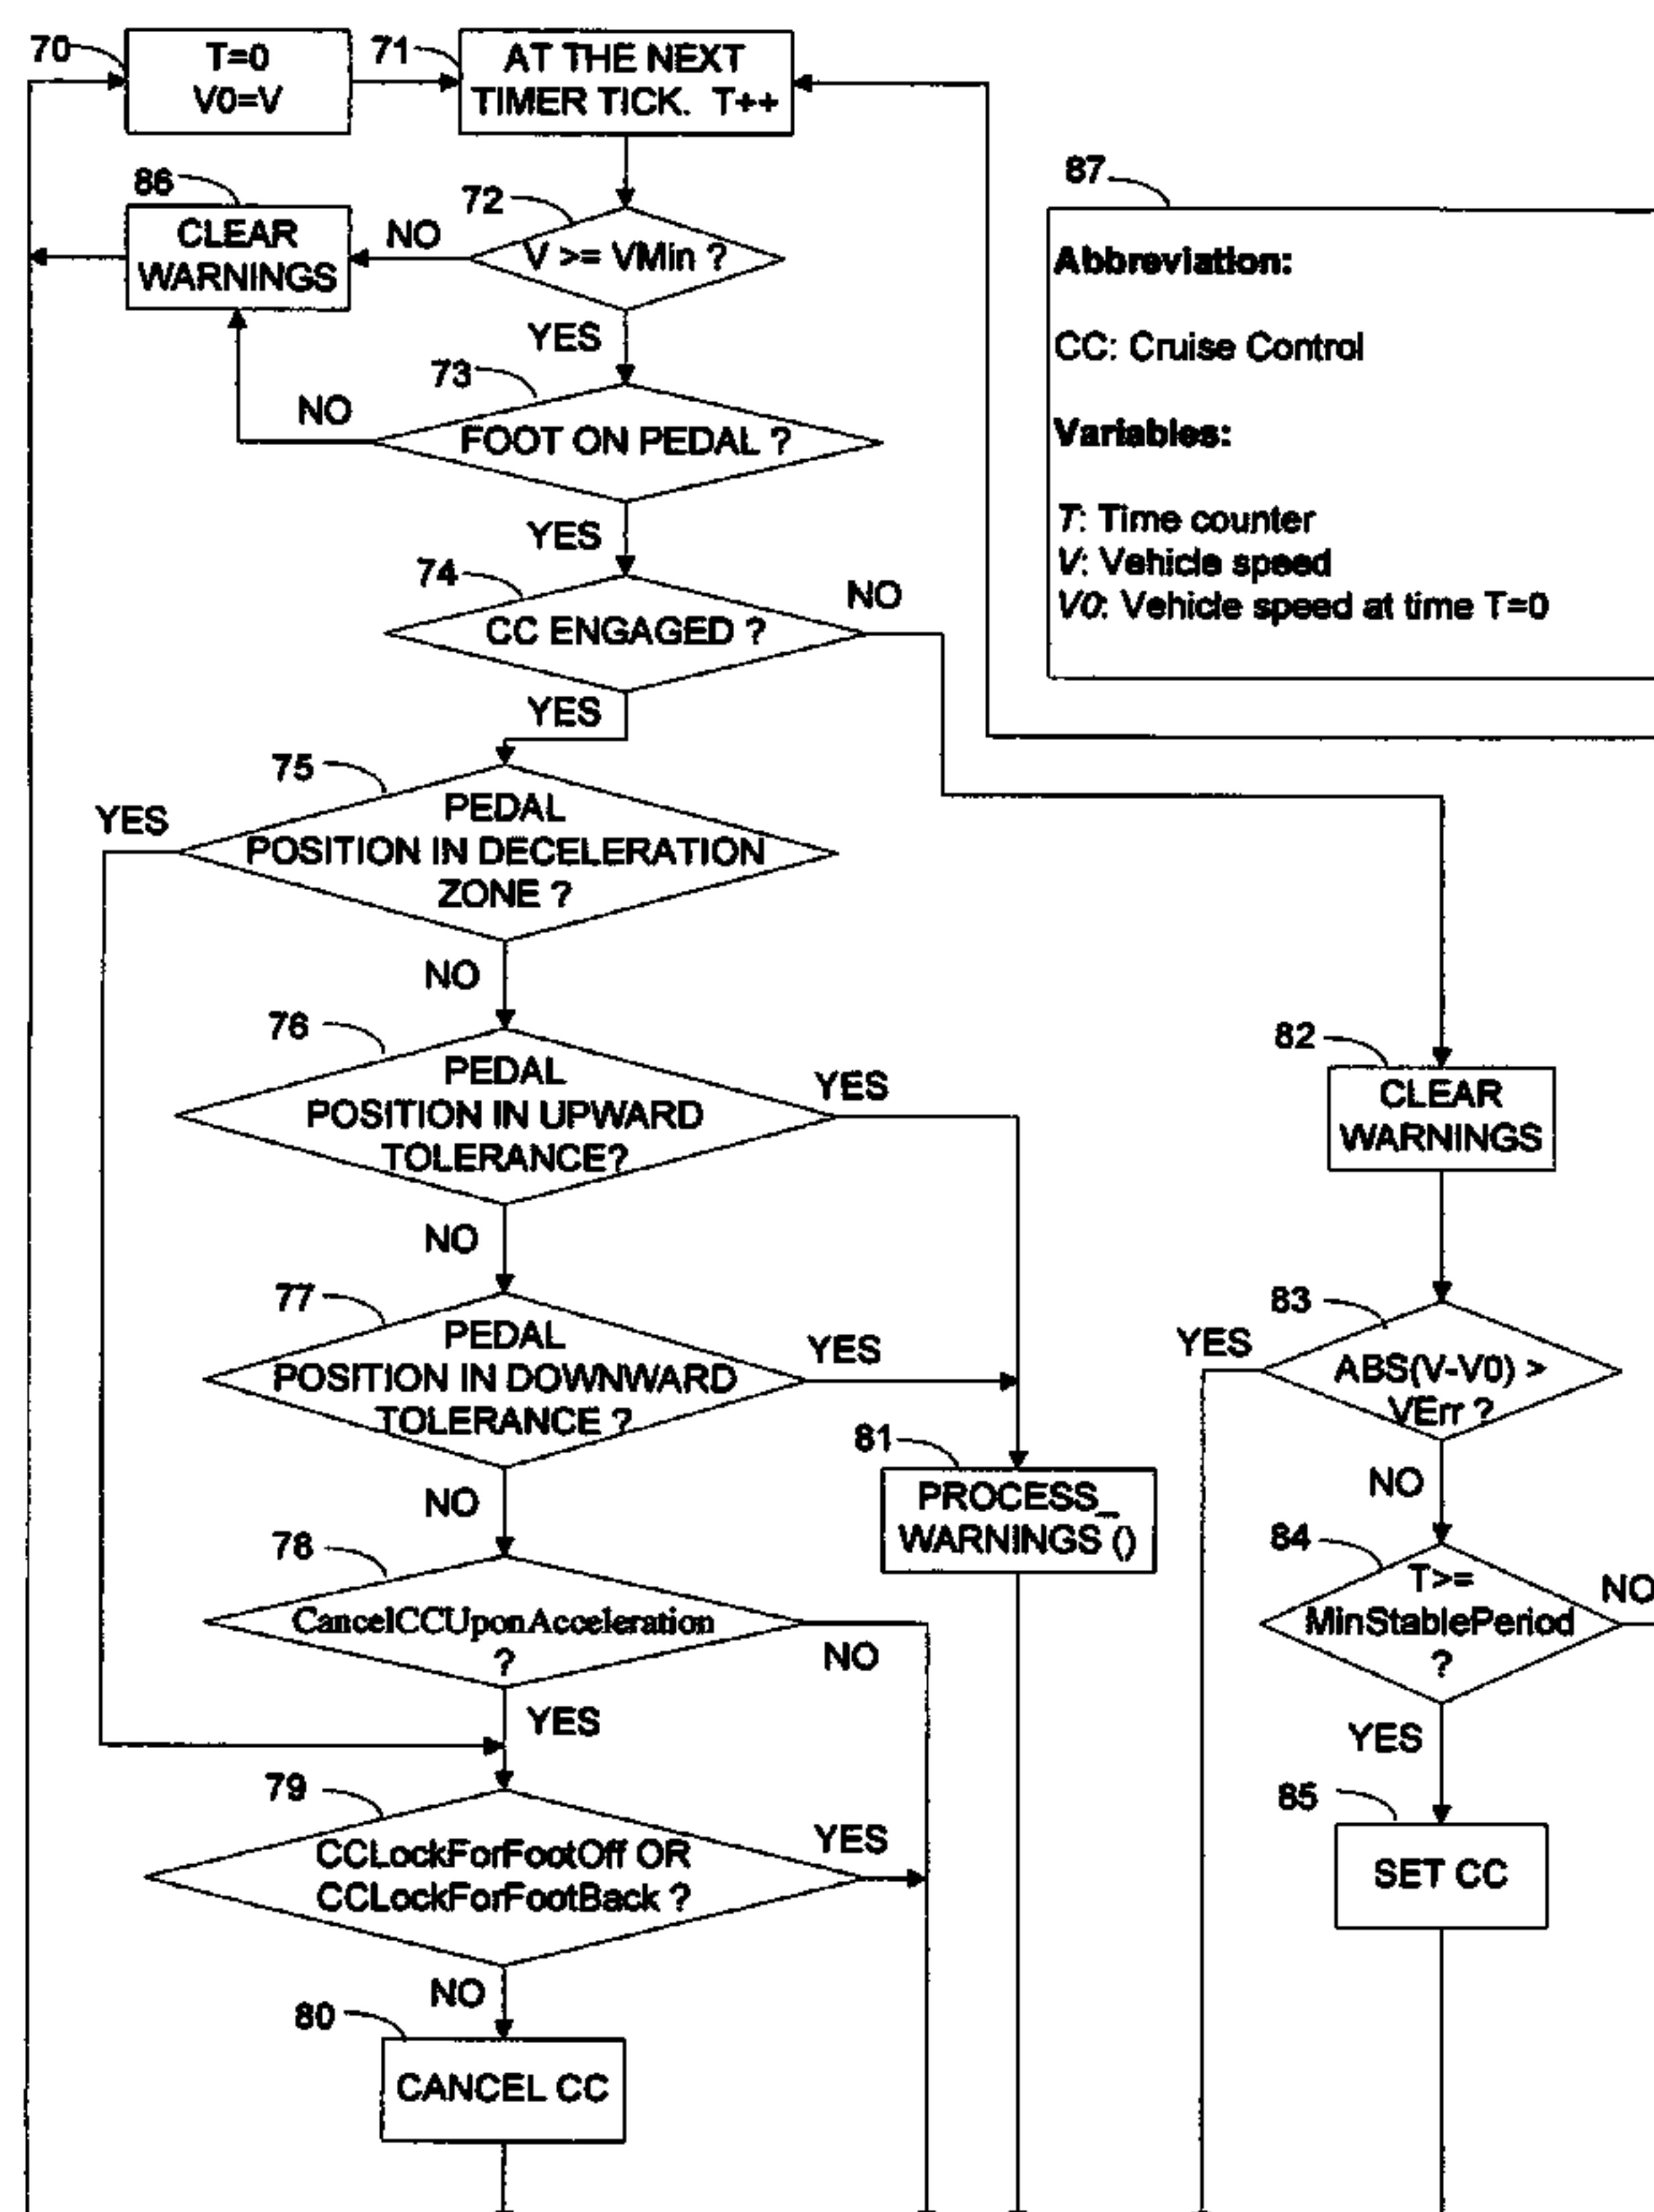 70
T=0
V0=V
71
AT THE NEXT
TIMER TICK. T++
86
CLEAR
WARNINGS
NO
72
V >= VMin ?
YES
73
NO
FOOT ON PEDAL ?
YES
74
NO
CC ENGAGED ?
YES
87
Abbreviation:
CC: Cruise Control
Variables:
T: Time counter
V: Vehicle speed
V0: Vehicle speed at time T=0
75
YES
PEDAL
POSITION IN DECELERATION
ZONE ?
NO
76
PEDAL
POSITION IN UPWARD
TOLERANCE?
YES
NO
77
PEDAL
POSITION IN DOWNWARD
TOLERANCE ?
YES
NO
81
PROCESS_
WARNINGS ()
78
CancelCCUponAcceleration
?
NO
YES
79
CCLockForFootOff OR
CCLockForFootBack ?
YES
NO
80
CANCEL CC
82
CLEAR
WARNINGS
83
YES
ABS(V-V0) >
VErr ?
NO
84
T>=
MinStablePeriod
?
NO
YES
85
SET CC